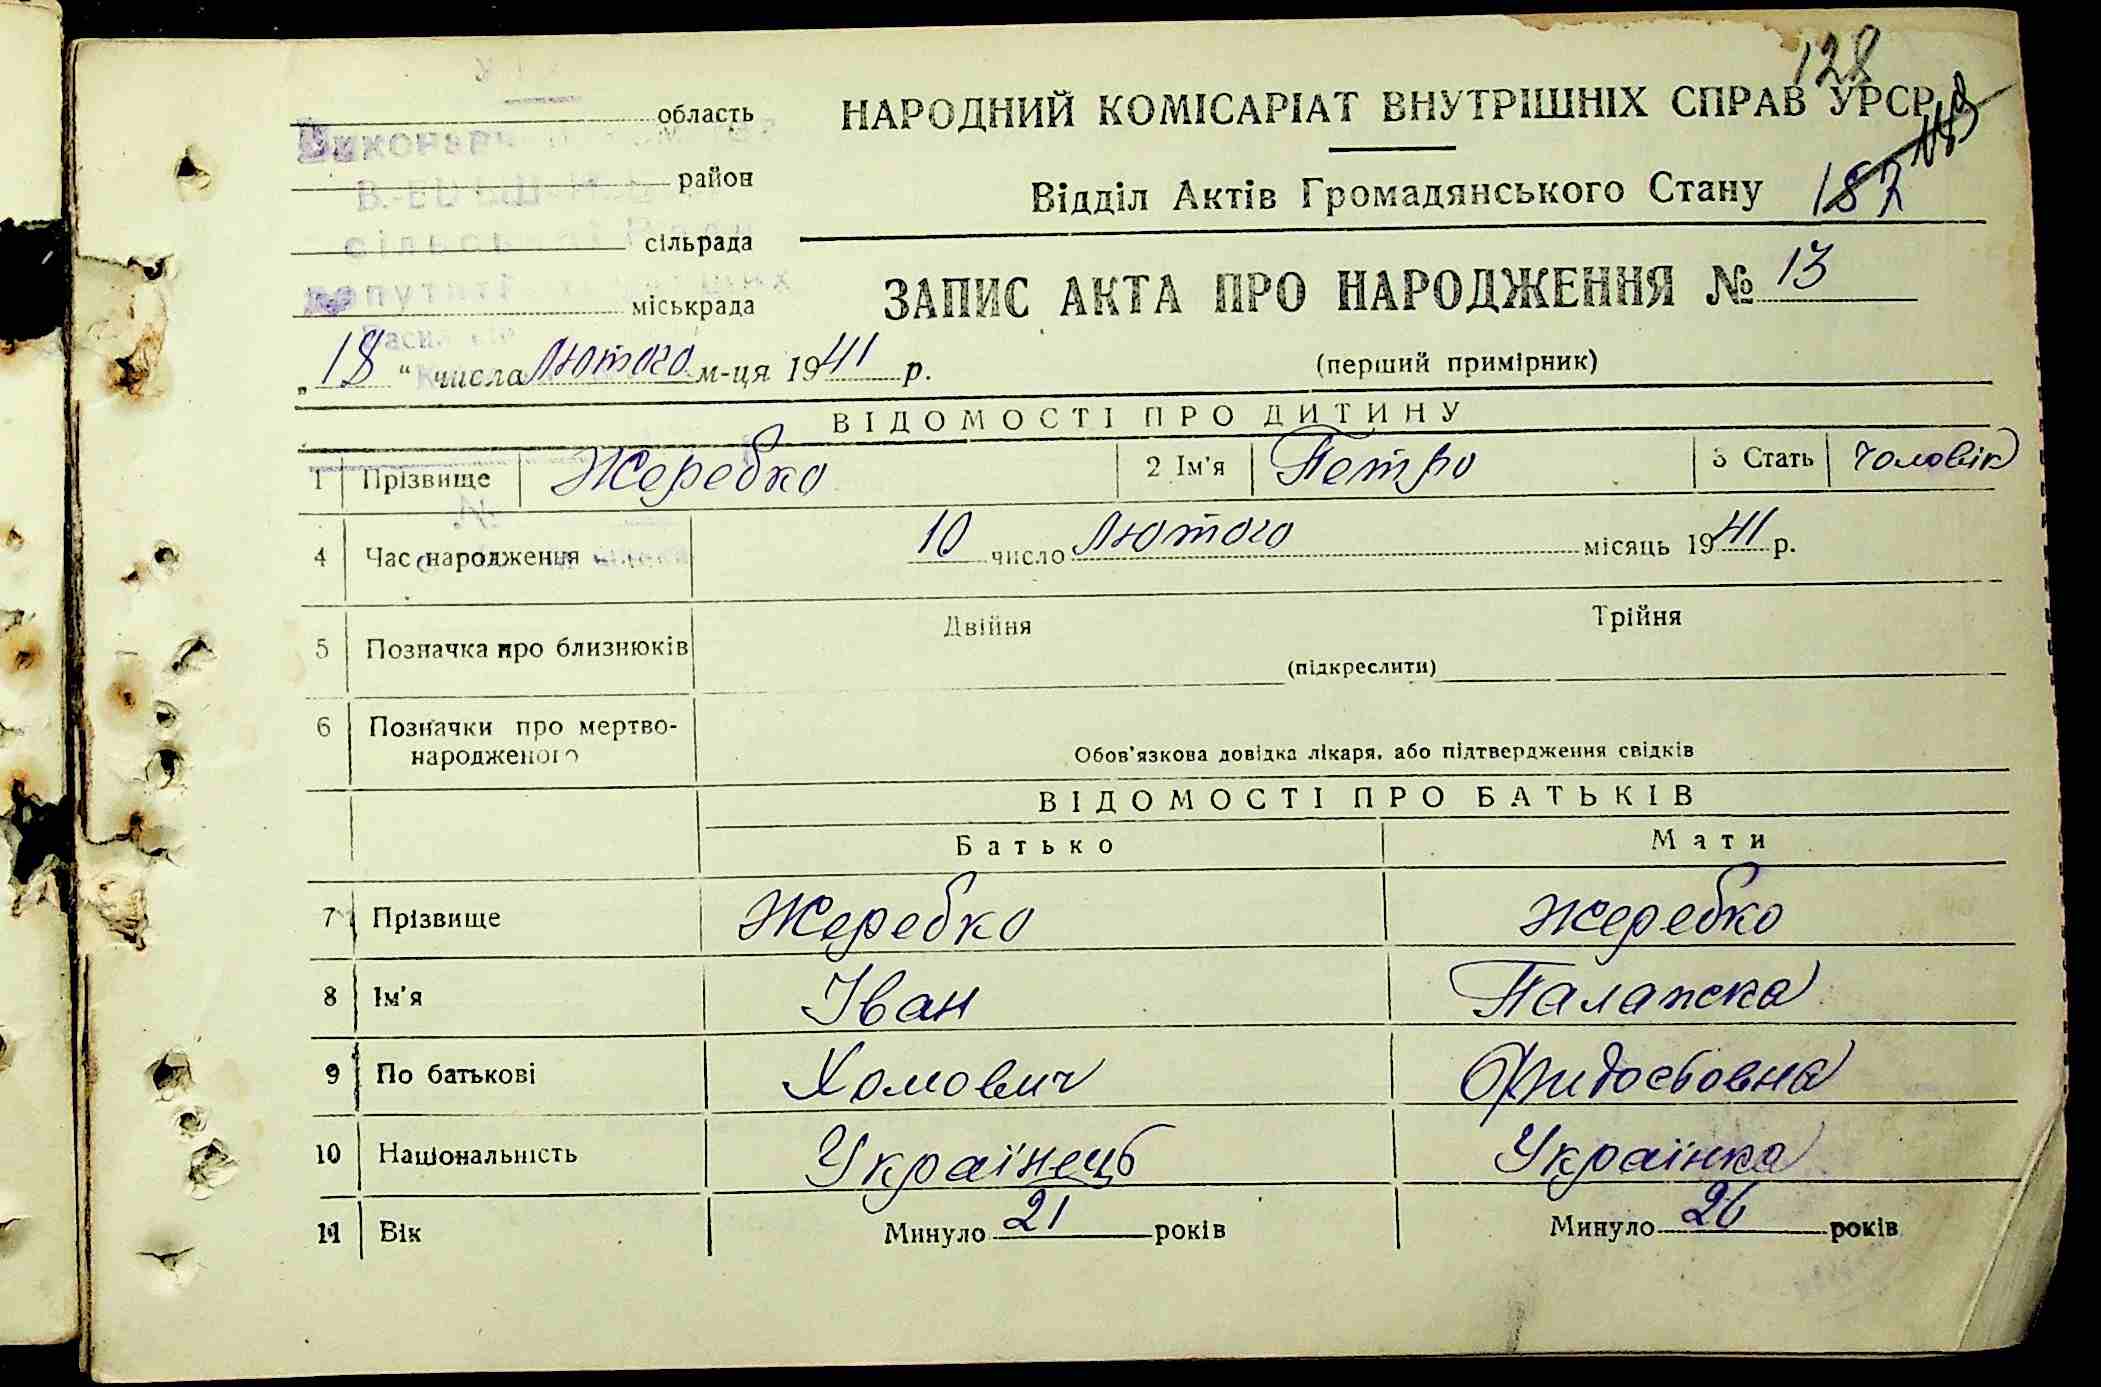 128
область
НАРОДНИЙ КОМІСАРІАТ ВНУТРІШНІХ СПРАВ УРСР
район
Відділ Актів Громадянського Стану 187
сільрада
міськрада
ЗАПИС АКТА ПРО НАРОДЖЕННЯ № 13
„18“ числа Лютого м-ця 1941 р.
(перший примірник)
ВІДОМОСТІ ПРО ДИТИНУ
1 Прізвище Жеребко 2 Ім'я Петро 3 Стать чоловік
4 Час народження 10 число Лютого місяць 1941 р.
5 Позначка про близнюків Двійня Трійня
(підкреслити)
6 Позначки про мертво-
народженого Обов'язкова довідка лікаря, або підтвердження свідків
ВІДОМОСТІ ПРО БАТЬКІВ
Батько Мати
7 Прізвище Жеребко Жеребко
8 Ім'я Іван Палажка
9 По батькові Хомович
10 Національність Українець Українка
11 Вік Минуло 21 років Минуло 26 років